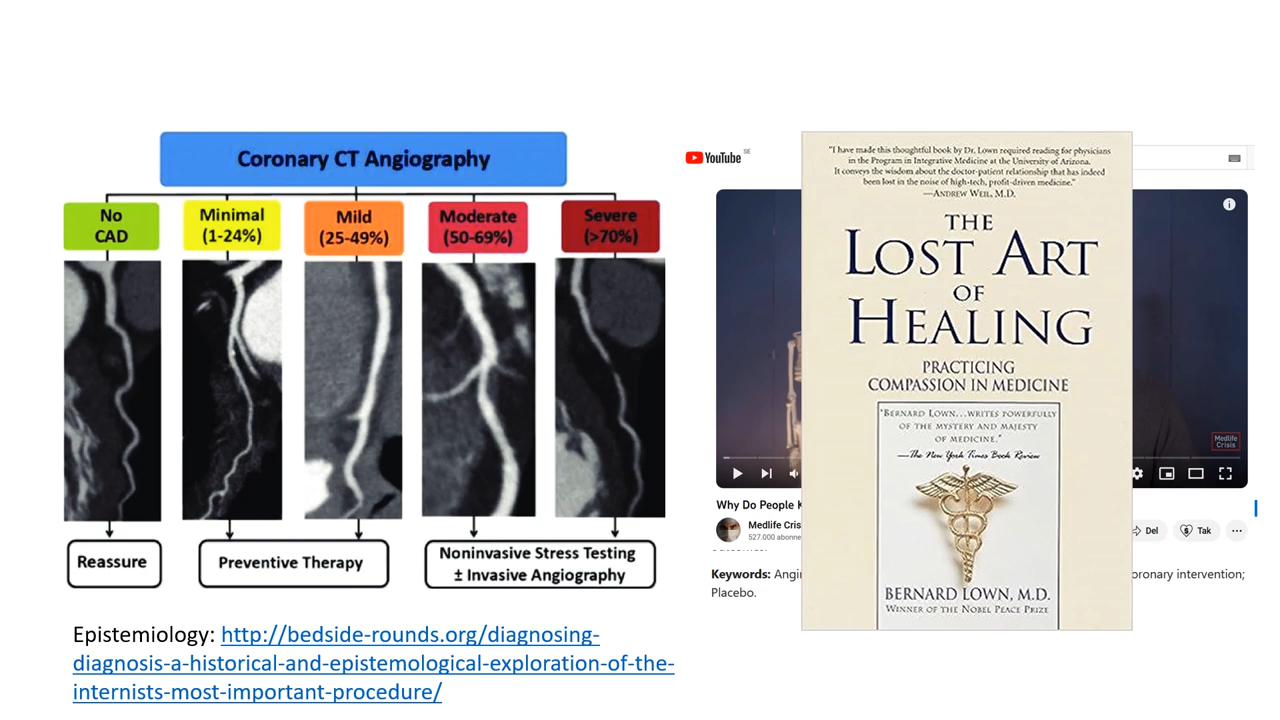 Coronary CT Angiography
No
CAD
Minimal
(1-24%)
Mild
(25-49%)
Moderate
(50-69%)
Severe
(>70%)
Reassure
Preventive Therapy
Noninvasive Stress Testing
± Invasive Angiography
Epistemiology: http://bedside-rounds.org/diagnosing-
diagnosis-a-historical-and-epistemological-exploration-of-the-
internists-most-important-procedure/
YouTube SE
"I have made this thoughtful book by Dr. Lown required reading for physicians
in the Program in Integrative Medicine at the University of Arizona.
It conveys the wisdom about the doctor-patient relationship that has indeed
been lost in the noise of high-tech, profit-driven medicine."
—ANDREW WEIL, M.D.
THE
LOST ART
OF
HEALING
PRACTICING
COMPASSION IN MEDICINE
"BERNARD LOWN...WRITES POWERFULLY
OF THE MYSTERY AND MAJESTY
OF MEDICINE."
—The New York Times Book Review
BERNARD LOWN, M.D.
WINNER OF THE NOBEL PEACE PRIZE
Medlife
Crisis
Why Do People K
Medlife Cris
527.000 abonne
Del
Tak
Keywords: Angi
oronary intervention;
Placebo.